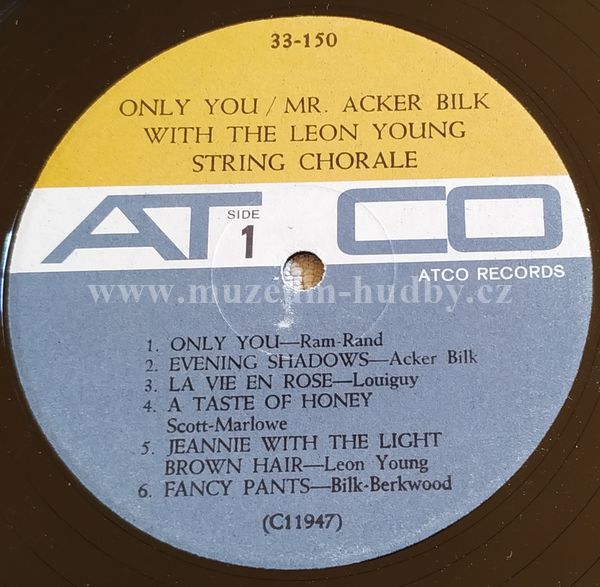 33-150
ONLY YOU / MR. ACKER BILK
WITH THE LEON YOUNG
STRING CHORALE
ATCO
SIDE
1
ATCO RECORDS
www.muzeum-hudby.cz
1. ONLY YOU—Ram-Rand
2. EVENING SHADOWS—Acker Bilk
3. LA VIE EN ROSE—Louiguy
4. A TASTE OF HONEY
Scott-Marlowe
5. JEANNIE WITH THE LIGHT
BROWN HAIR—Leon Young
6. FANCY PANTS—Bilk-Berkwood
(C11947)